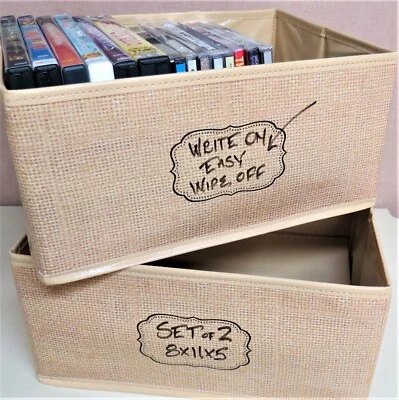 WRITE ON
EASY
WIPE OFF
SET OF 2
8X11X5